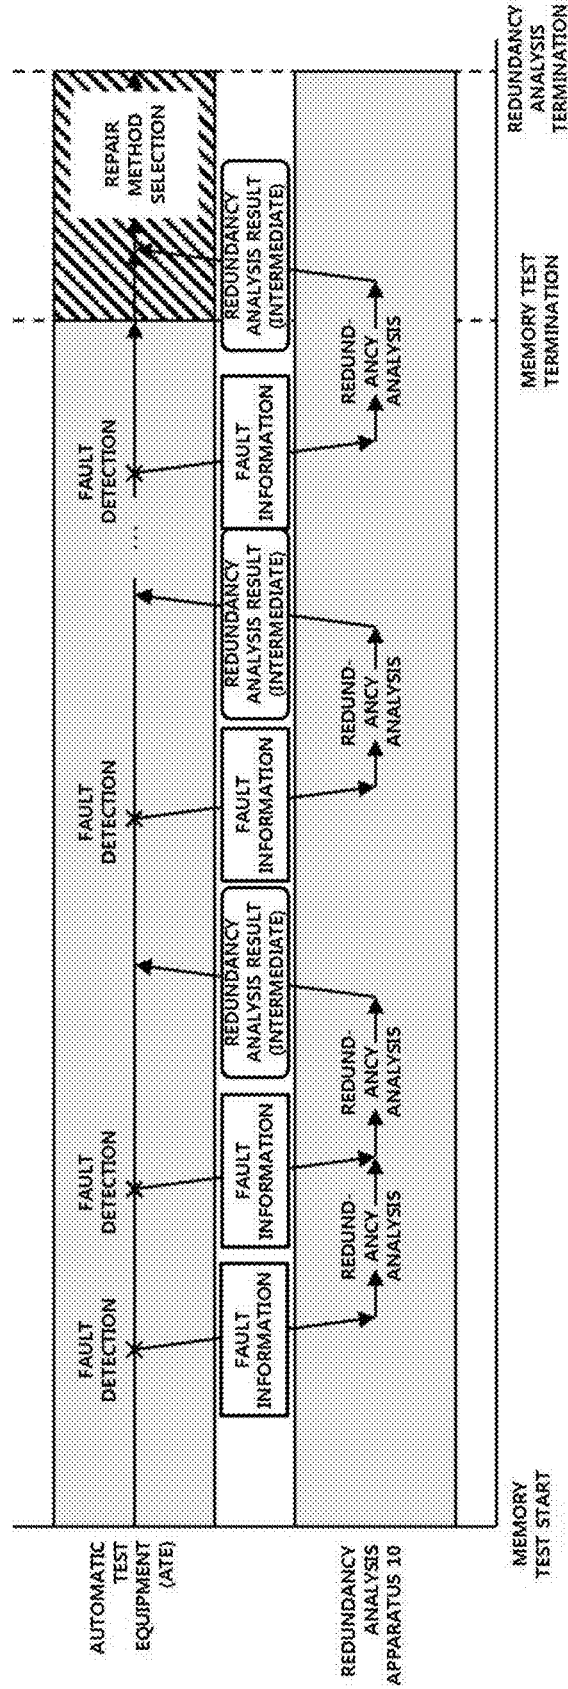 AUTOMATIC
TEST
EQUIPMENT
(ATE)
FAULT
DETECTION
FAULT
DETECTION
FAULT
DETECTION
...
FAULT
DETECTION
REPAIR
METHOD
SELECTION
FAULT
INFORMATION
FAULT
INFORMATION
REDUNDANCY
ANALYSIS RESULT
(INTERMEDIATE)
FAULT
INFORMATION
REDUNDANCY
ANALYSIS RESULT
(INTERMEDIATE)
FAULT
INFORMATION
REDUNDANCY
ANALYSIS RESULT
(INTERMEDIATE)
REDUNDANCY
ANALYSIS
APPARATUS 10
REDUND-
ANCY
ANALYSIS
REDUND-
ANCY
ANALYSIS
REDUND-
ANCY
ANALYSIS
REDUND-
ANCY
ANALYSIS
MEMORY
TEST START
MEMORY TEST
TERMINATION
REDUNDANCY
ANALYSIS
TERMINATION